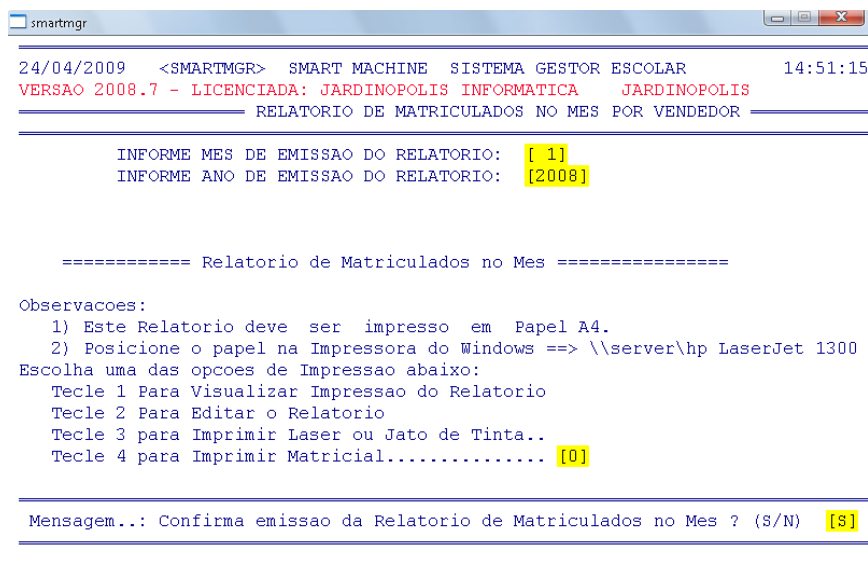 smartmgr
24/04/2009 <SMARTMGR> SMART MACHINE SISTEMA GESTOR ESCOLAR 14:51:15
VERSAO 2008.7 - LICENCIADA: JARDINOPOLIS INFORMATICA JARDINOPOLIS
RELATORIO DE MATRICULADOS NO MES POR VENDEDOR
INFORME MES DE EMISSAO DO RELATORIO: [ 1]
INFORME ANO DE EMISSAO DO RELATORIO: [2008]
============ Relatorio de Matriculados no Mes ================
Observacoes:
1) Este Relatorio deve ser impresso em Papel A4.
2) Posicione o papel na Impressora do Windows ==> \\server\hp LaserJet 1300
Escolha uma das opcoes de Impressao abaixo:
Tecle 1 Para Visualizar Impressao do Relatorio
Tecle 2 Para Editar o Relatorio
Tecle 3 para Imprimir Laser ou Jato de Tinta..
Tecle 4 para Imprimir Matricial............... [0]
Mensagem..: Confirma emissao da Relatorio de Matriculados no Mes ? (S/N) [S]